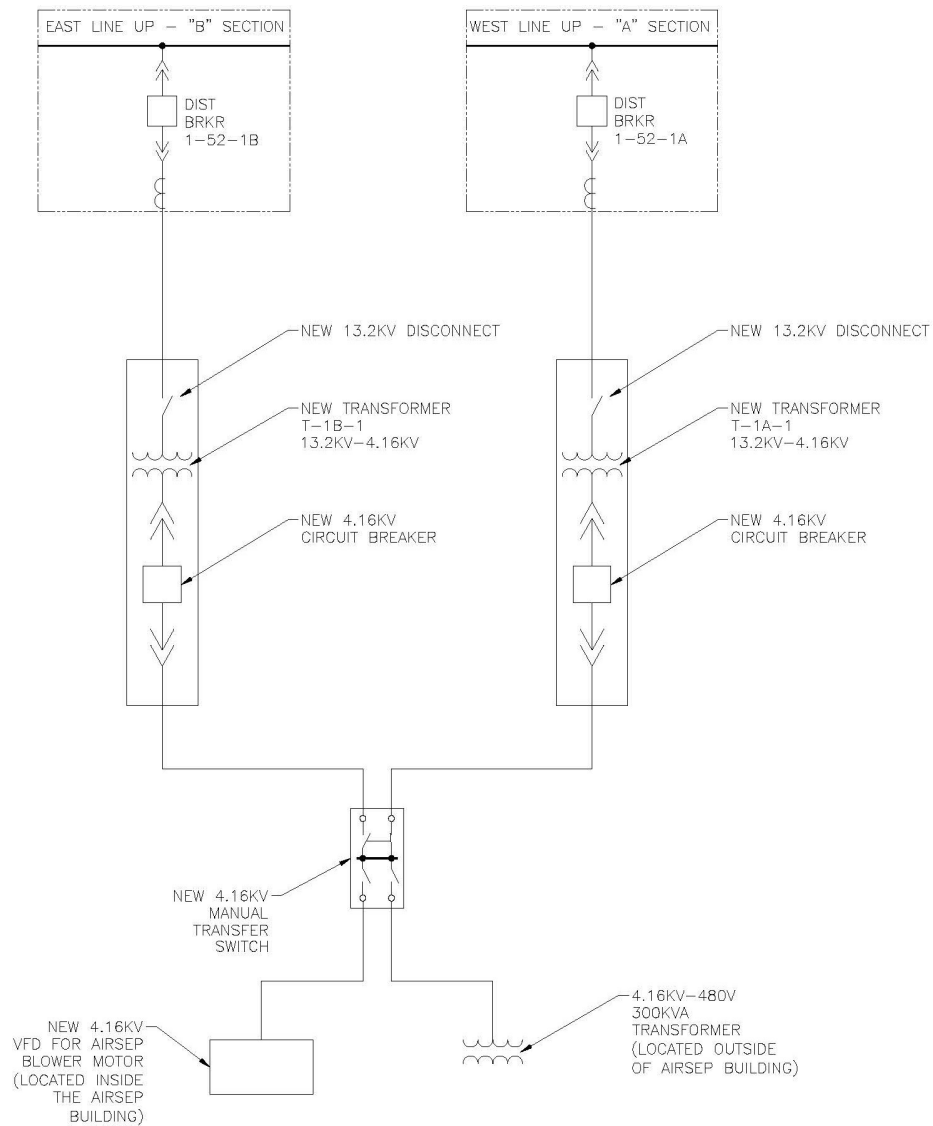 EAST LINE UP - "B" SECTION
WEST LINE UP - "A" SECTION
DIST
BRKR
1-52-1B
DIST
BRKR
1-52-1A
NEW 13.2KV DISCONNECT
NEW 13.2KV DISCONNECT
NEW TRANSFORMER
T-1B-1
13.2KV-4.16KV
NEW TRANSFORMER
T-1A-1
13.2KV-4.16KV
NEW 4.16KV
CIRCUIT BREAKER
NEW 4.16KV
CIRCUIT BREAKER
NEW 4.16KV
MANUAL
TRANSFER
SWITCH
NEW 4.16KV
VFD FOR AIRSEP
BLOWER MOTOR
(LOCATED INSIDE
THE AIRSEP
BUILDING)
4.16KV-480V
300KVA
TRANSFORMER
(LOCATED OUTSIDE
OF AIRSEP BUILDING)